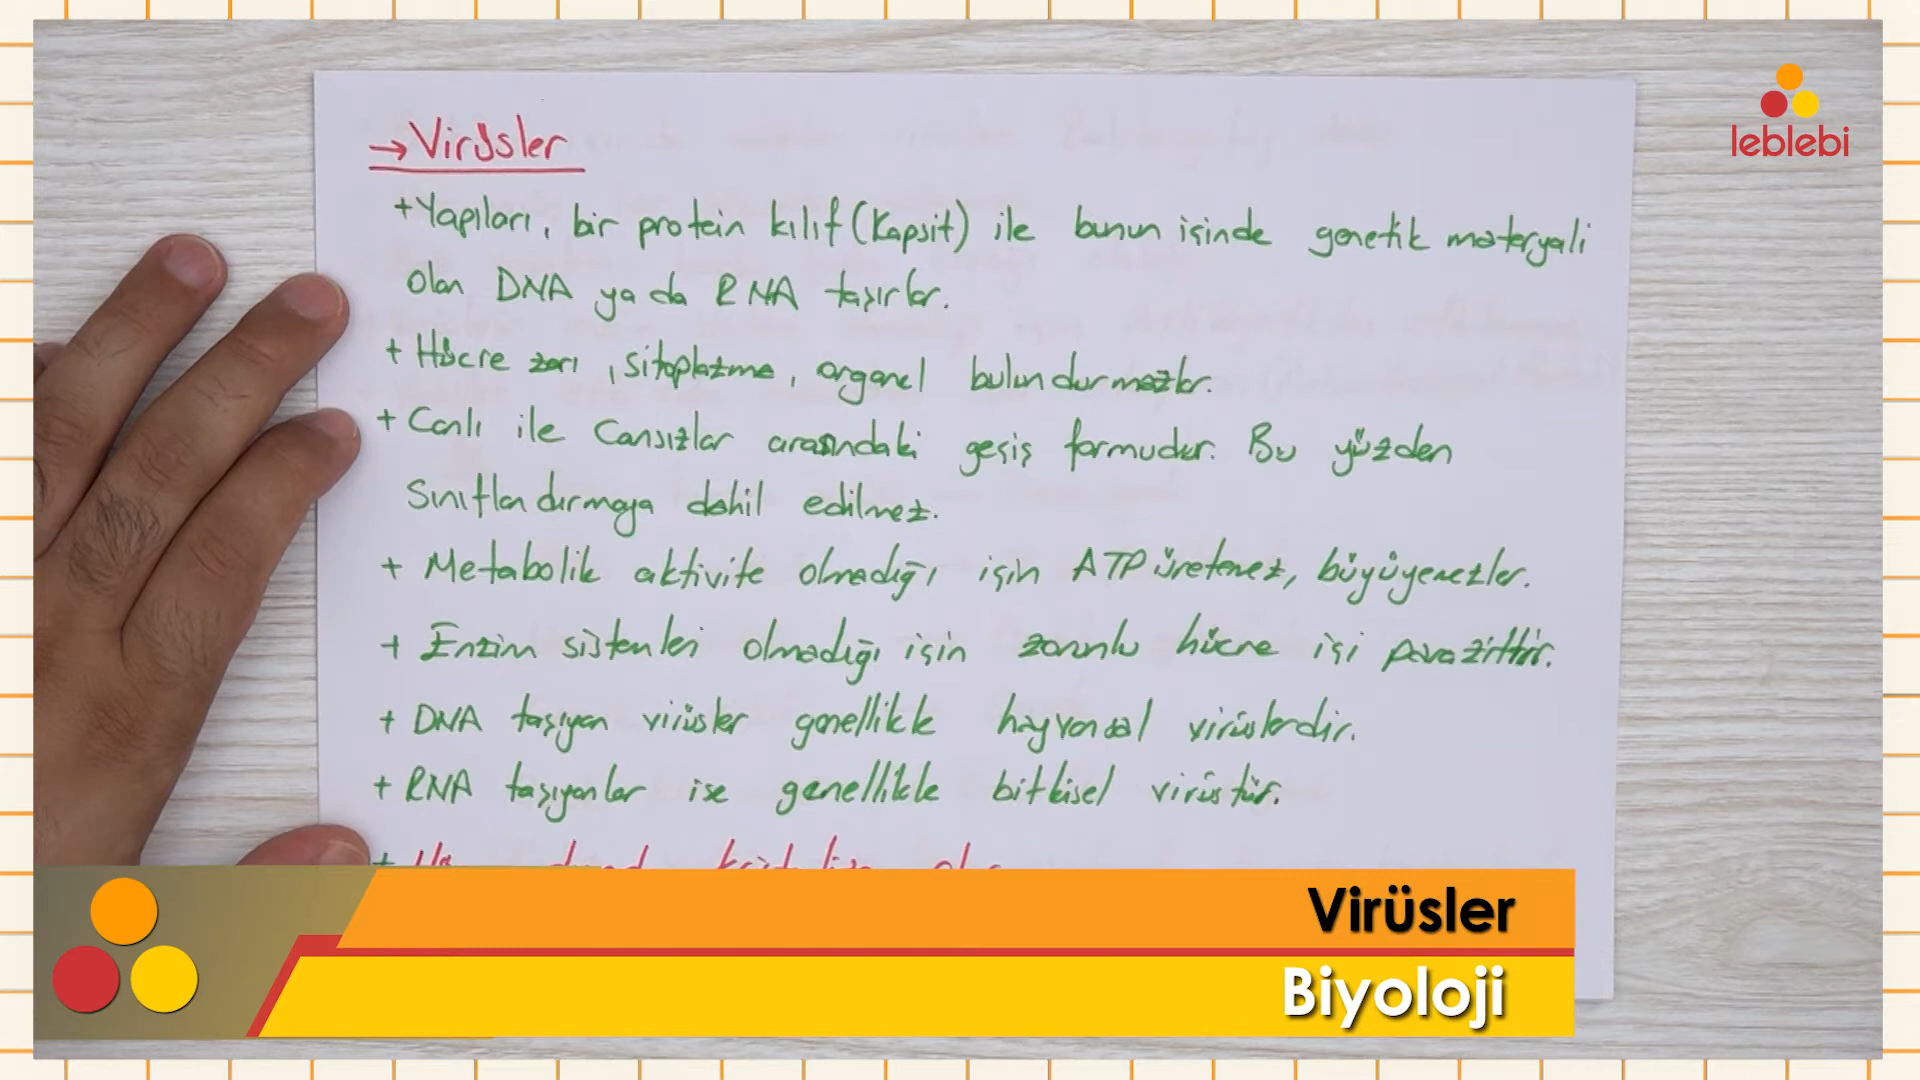 leblebi
→ Virüsler
+ Yapıları, bir protein kılıf (Kapsit) ile bunun içinde genetik materyali
olan DNA ya da RNA taşırlar.
+ Hücre zarı, sitoplazma, organel bulundurmazlar.
+ Canlı ile Cansızlar arasındaki geçiş formudur. Bu yüzden
Sınıflandırmaya dahil edilmez.
+ Metabolik aktivite olmadığı için ATP üretemez, büyüyemezler.
+ Enzim sistemleri olmadığı için zorunlu hücre içi parazittir.
+ DNA taşıyan virüsler genellikle hayvansal virüslerdir.
+ RNA taşıyanlar ise genellikle bitkisel virüstür.
Virüsler
Biyoloji